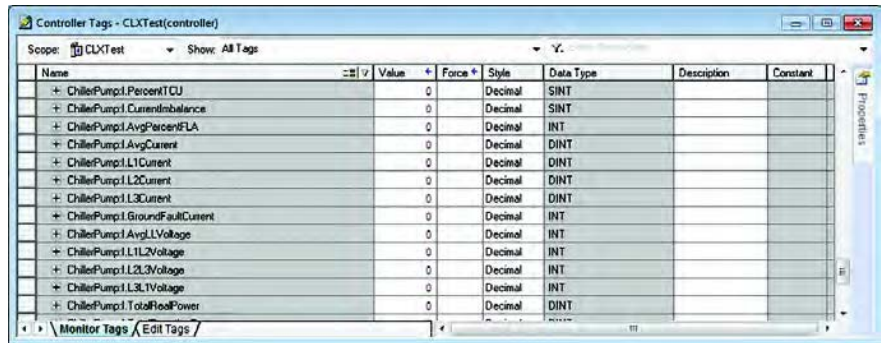 Controller Tags - CLXTest(controller)
Scope: CLXTest Show: All Tags
Name Value Force Style Data Type Description Constant
+ ChillerPump:I.PercentTCU 0 Decimal SINT
+ ChillerPump:I.CurrentImbalance 0 Decimal SINT
+ ChillerPump:I.AvgPercentFLA 0 Decimal INT
+ ChillerPump:I.AvgCurrent 0 Decimal DINT
+ ChillerPump:I.L1Current 0 Decimal DINT
+ ChillerPump:I.L2Current 0 Decimal DINT
+ ChillerPump:I.L3Current 0 Decimal DINT
+ ChillerPump:I.GroundFaultCurrent 0 Decimal INT
+ ChillerPump:I.AvgLLVoltage 0 Decimal INT
+ ChillerPump:I.L1L2Voltage 0 Decimal INT
+ ChillerPump:I.L2L3Voltage 0 Decimal INT
+ ChillerPump:I.L3L1Voltage 0 Decimal INT
+ ChillerPump:I.TotalRealPower 0 Decimal DINT
Monitor Tags Edit Tags
Properties